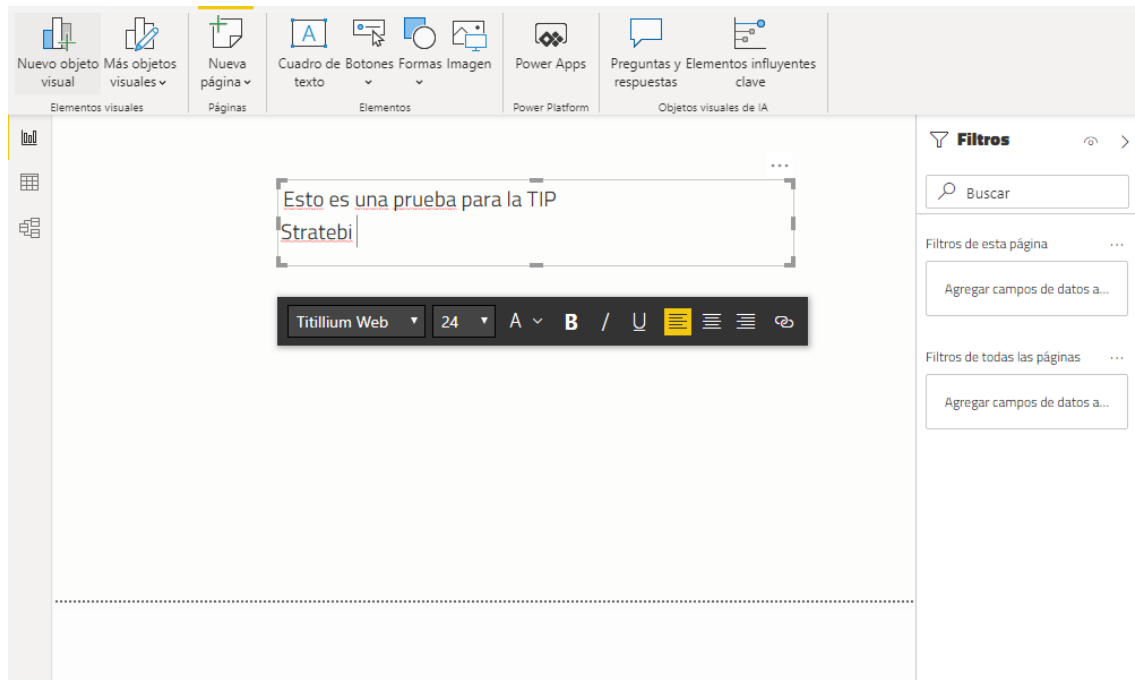 Nuevo objeto visual
Más objetos visuales
Nueva página
Cuadro de texto
Botones
Formas
Imagen
Power Apps
Preguntas y respuestas
Elementos influyentes clave
Elementos visuales
Páginas
Elementos
Power Platform
Objetos visuales de IA
Filtros
Buscar
Filtros de esta página
Agregar campos de datos a...
Filtros de todas las páginas
Agregar campos de datos a...
Esto es una prueba para la TIP
Stratebi
Titillium Web
24
A
B
I
U